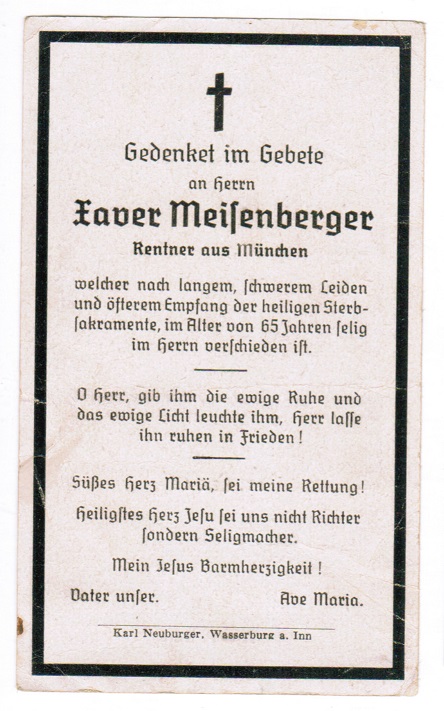 Gedenket im Gebete
an Herrn
Xaver Meisenberger
Rentner aus München
welcher nach langem, schwerem Leiden
und öfterem Empfang der heiligen Sterb-
sakramente, im Alter von 65 Jahren selig
im Herrn verschieden ist.
O Herr, gib ihm die ewige Ruhe und
das ewige Licht leuchte ihm, Herr lasse
ihn ruhen in Frieden!
Süßes Herz Mariä, sei meine Rettung!
Heiligstes Herz Jesu sei uns nicht Richter
sondern Seligmacher.
Mein Jesus Barmherzigkeit!
Vater unser. Ave Maria.
Karl Neuburger, Wasserburg a. Inn